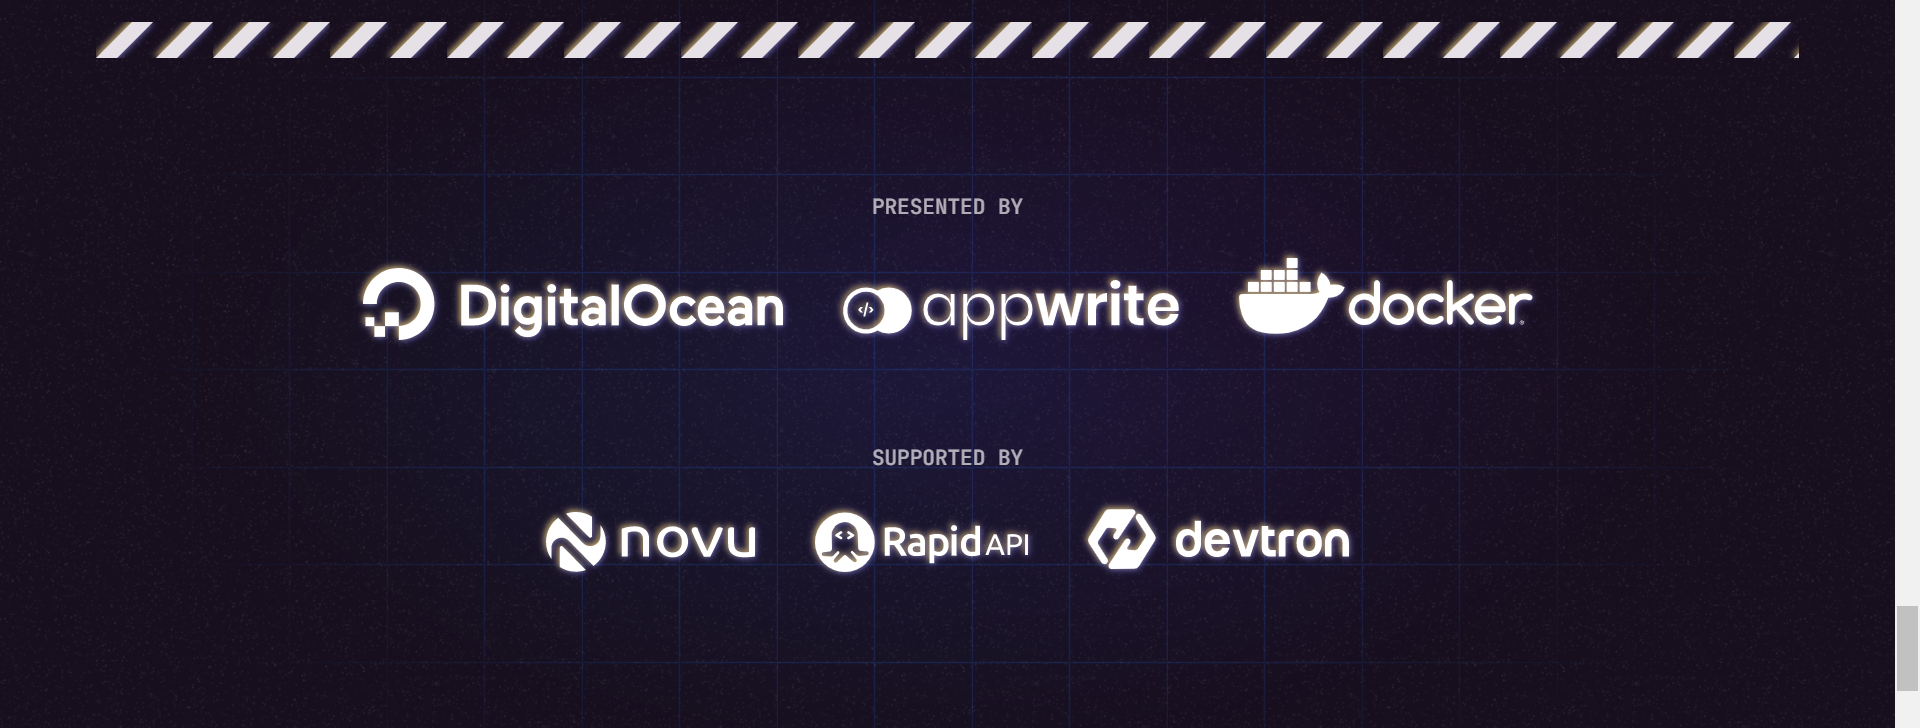 PRESENTED BY
DigitalOcean appwrite docker
SUPPORTED BY
novu RapidAPI devtron